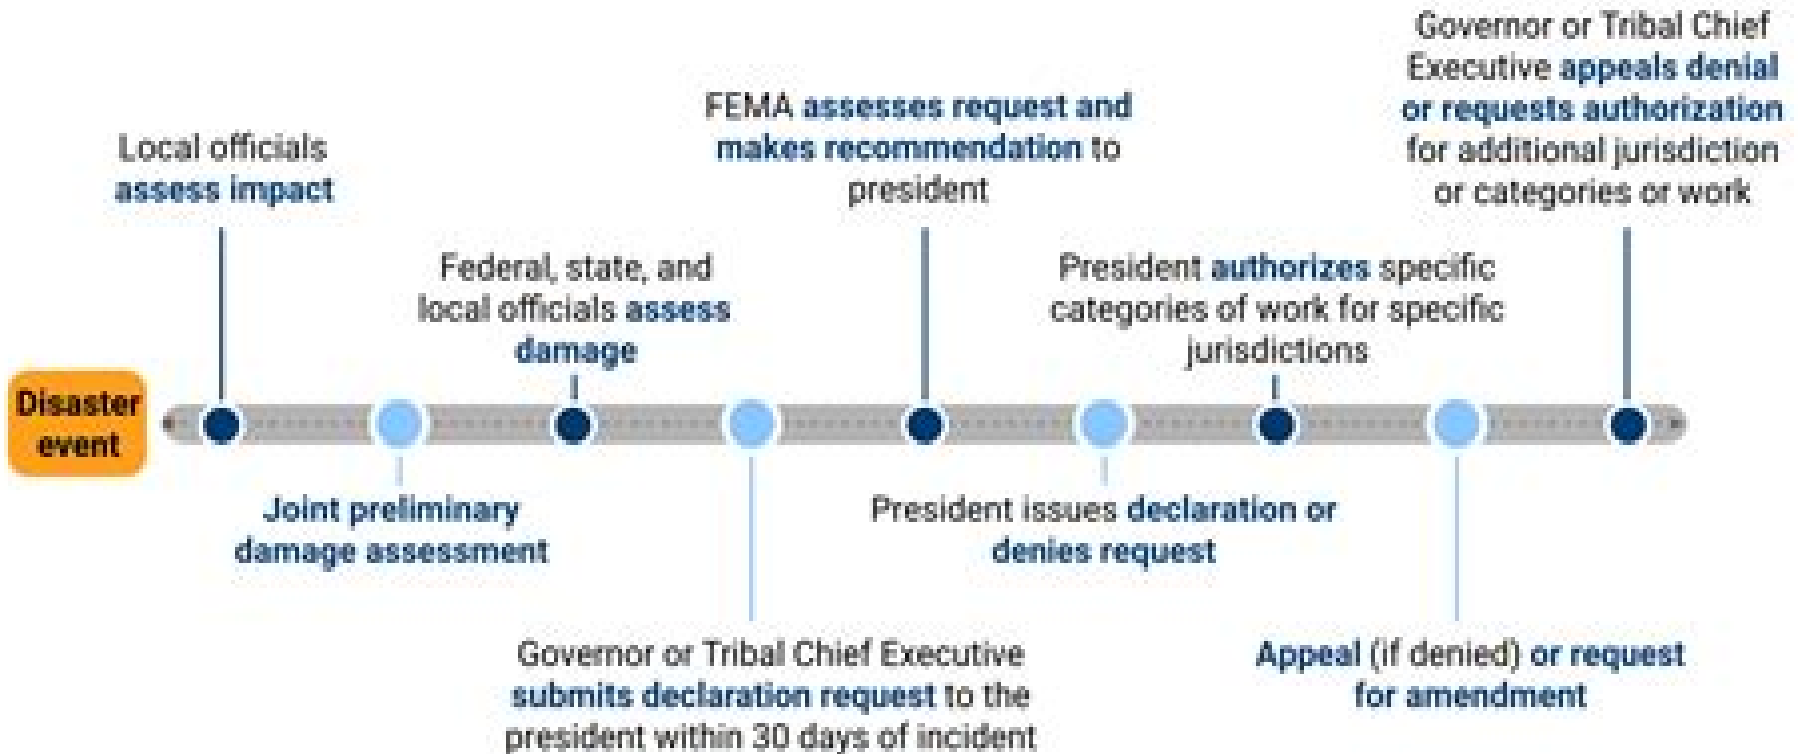 Disaster
event
Local officials
assess impact
Joint preliminary
damage assessment
Federal, state, and
local officials assess
damage
Governor or Tribal Chief Executive
submits declaration request to the
president within 30 days of incident
FEMA assesses request and
makes recommendation to
president
President issues declaration or
denies request
President authorizes specific
categories of work for specific
jurisdictions
Appeal (if denied) or request
for amendment
Governor or Tribal Chief
Executive appeals denial
or requests authorization
for additional jurisdiction
or categories or work